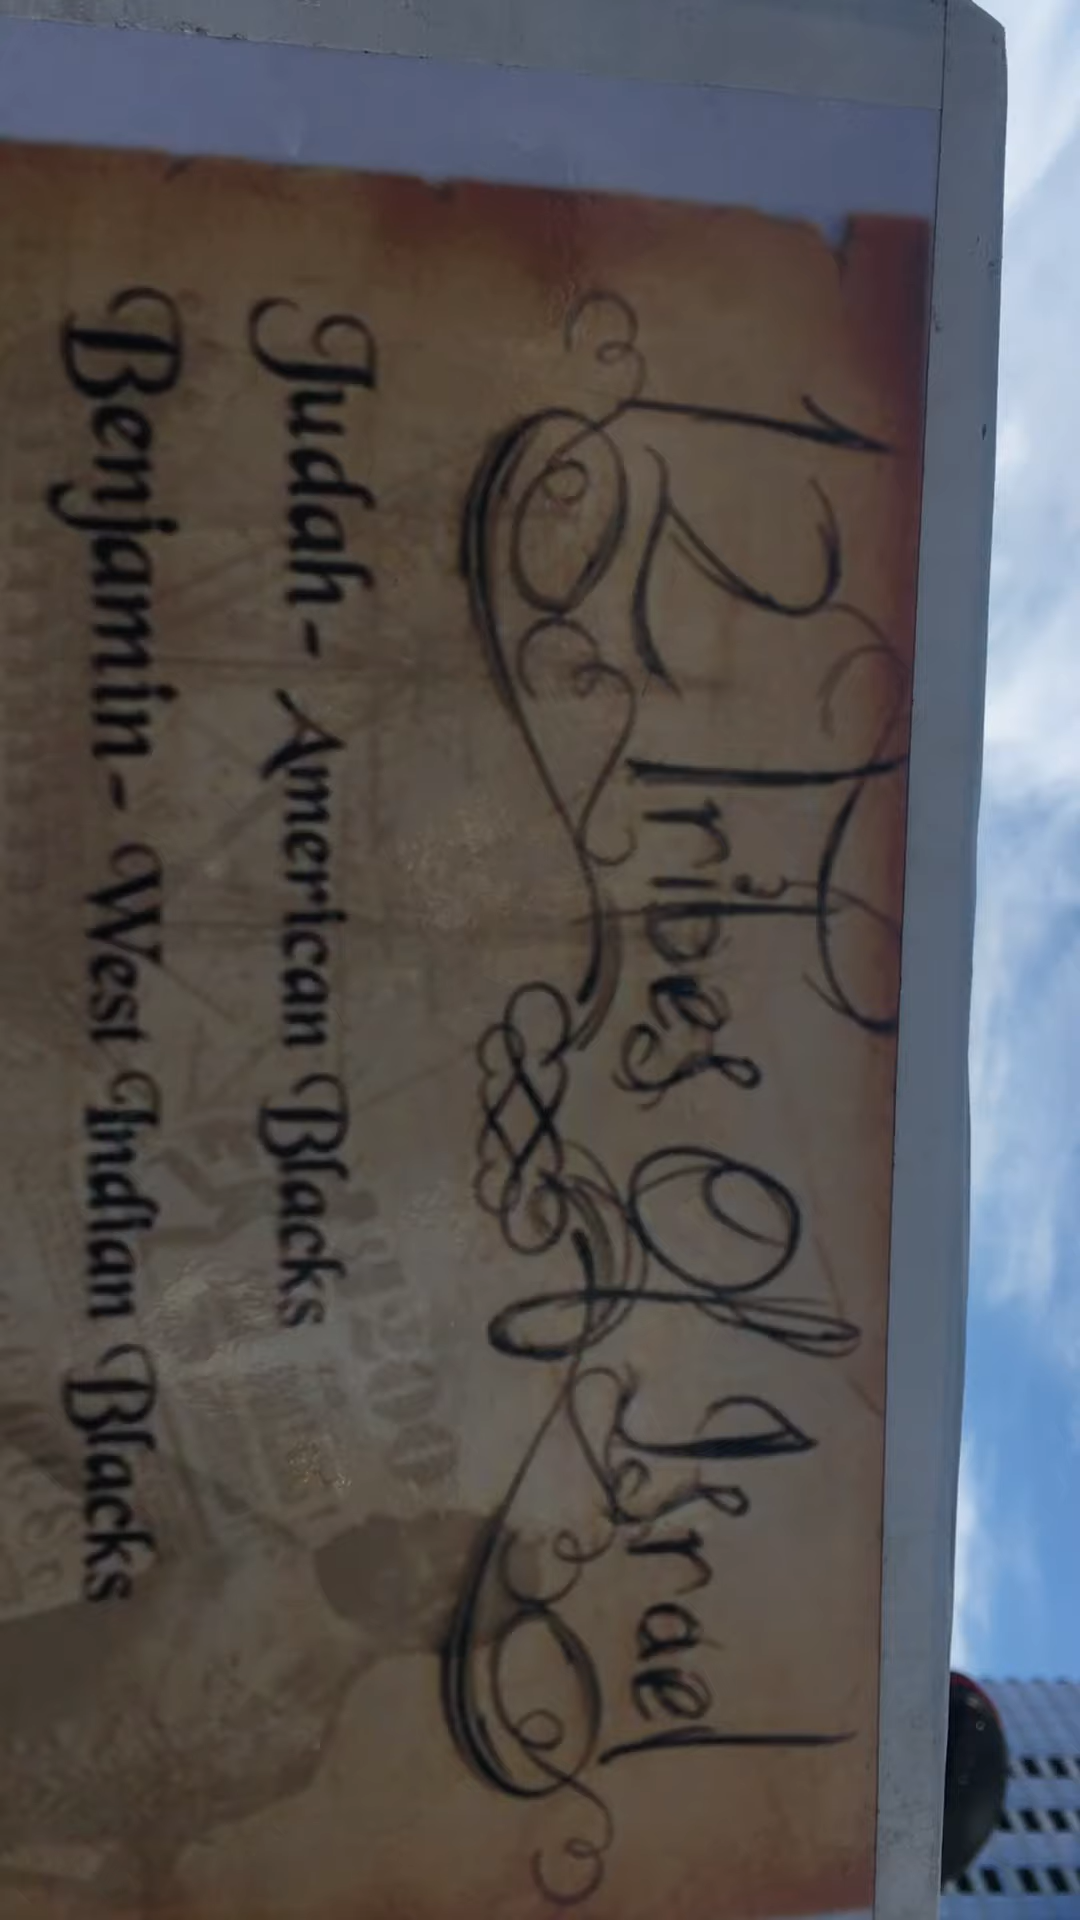 12 Tribes Of Israel
Judah - American Blacks
Benjamin - West Indian Blacks